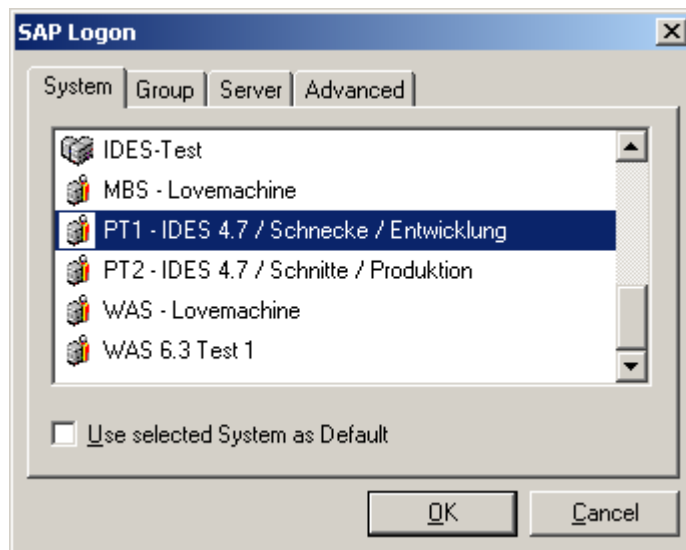 SAP Logon
System Group Server Advanced
IDES-Test
MBS - Lovemachine
PT1 - IDES 4.7 / Schnecke / Entwicklung
PT2 - IDES 4.7 / Schnitte / Produktion
WAS - Lovemachine
WAS 6.3 Test 1
Use selected System as Default
OK Cancel